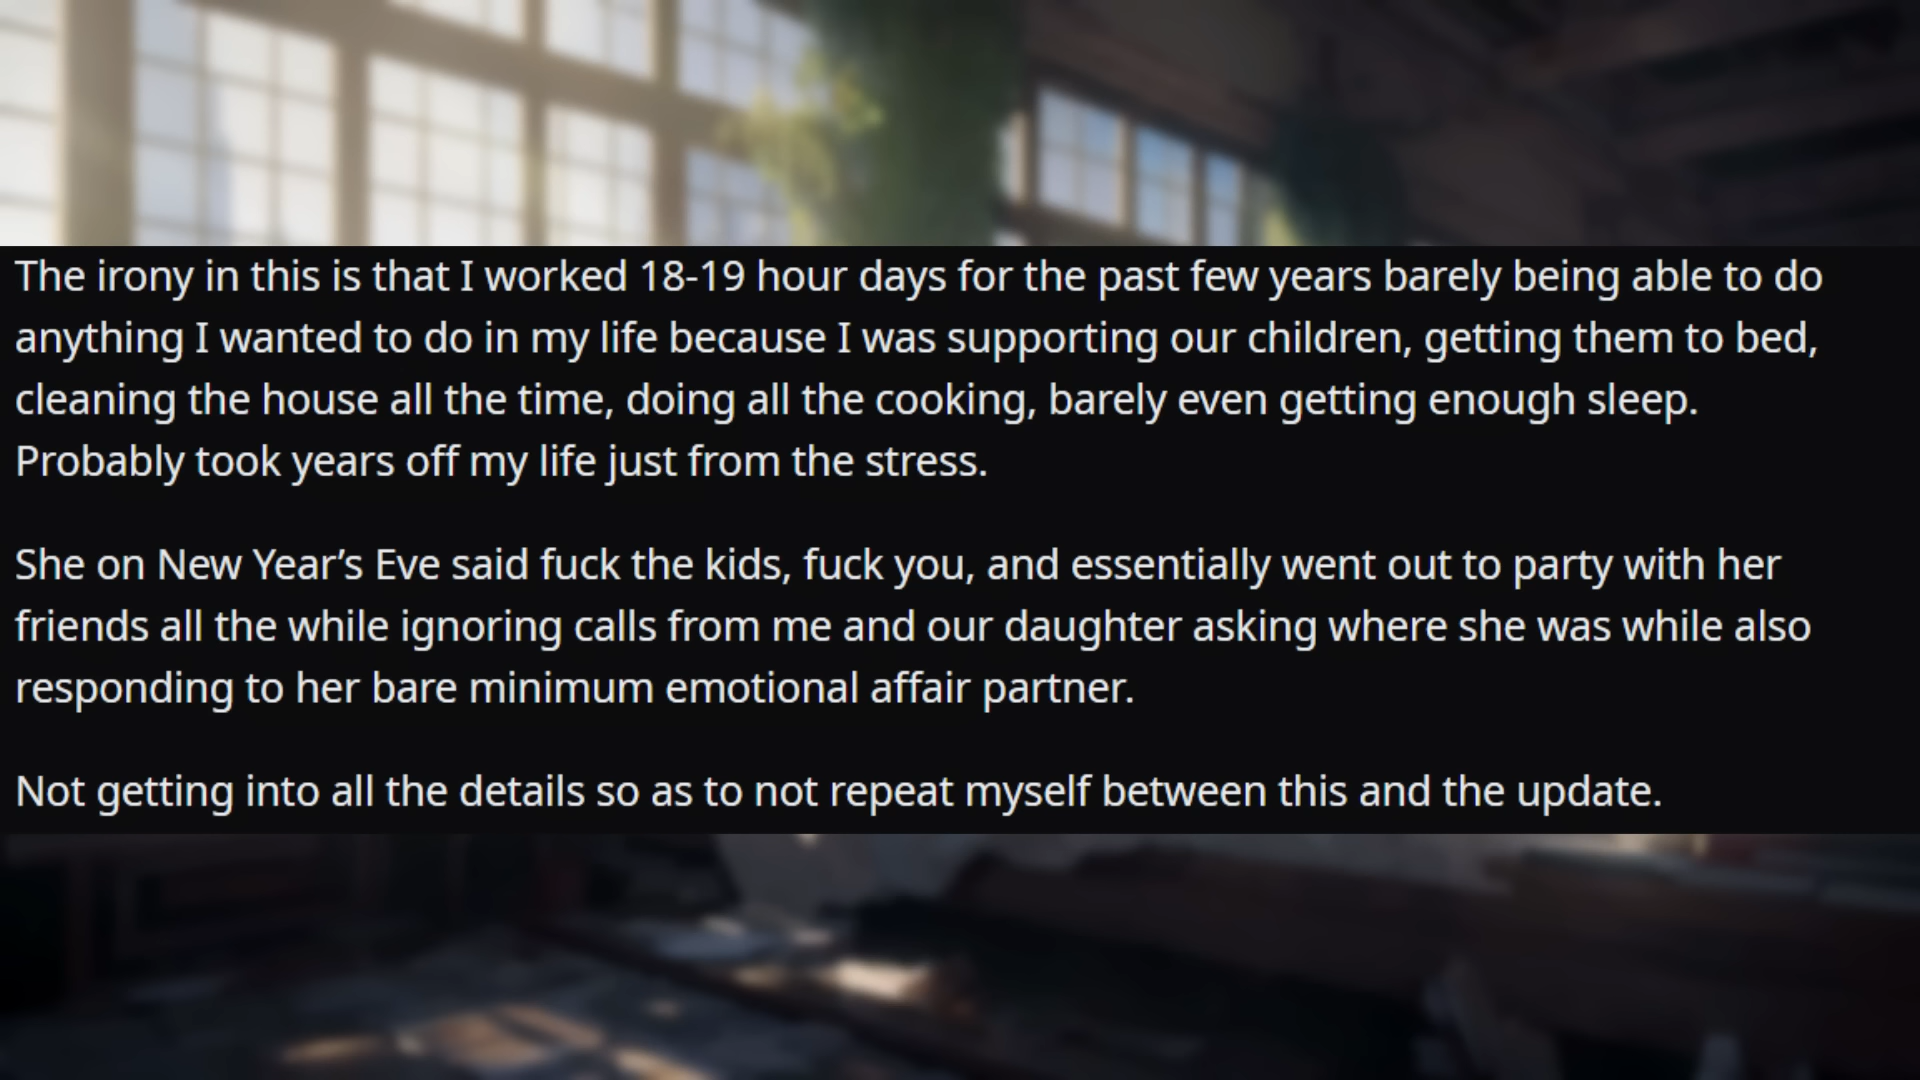 The irony in this is that I worked 18-19 hour days for the past few years barely being able to do
anything I wanted to do in my life because I was supporting our children, getting them to bed,
cleaning the house all the time, doing all the cooking, barely even getting enough sleep.
Probably took years off my life just from the stress.
She on New Year’s Eve said fuck the kids, fuck you, and essentially went out to party with her
friends all the while ignoring calls from me and our daughter asking where she was while also
responding to her bare minimum emotional affair partner.
Not getting into all the details so as to not repeat myself between this and the update.